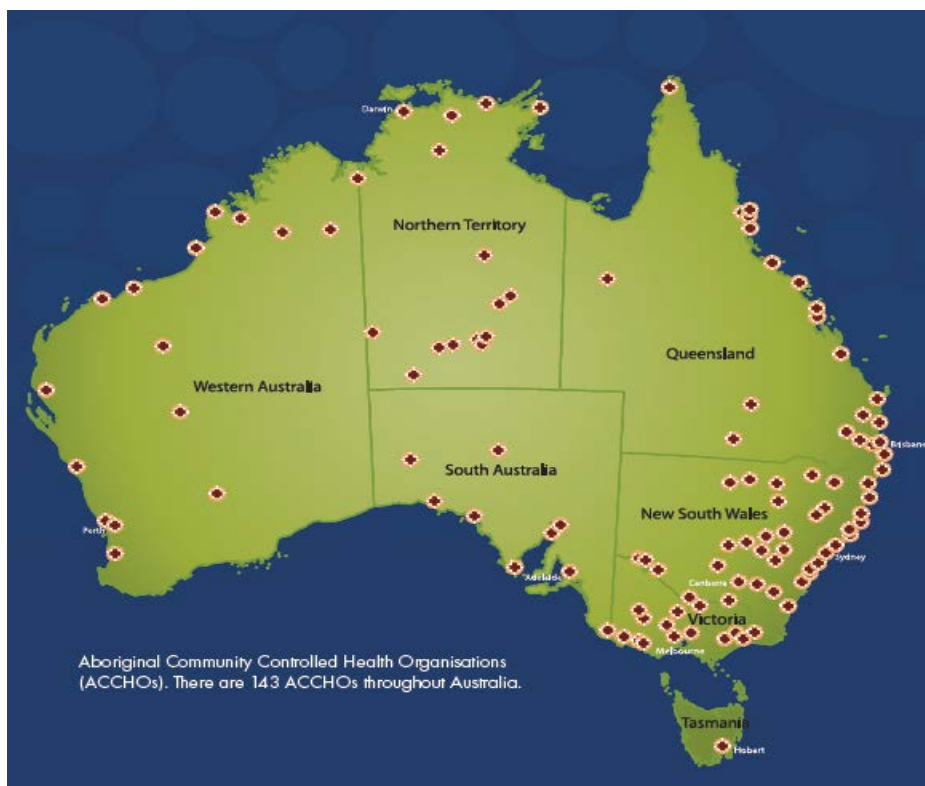 Darwin
Northern Territory
Queensland
Western Australia
South Australia
Brisbane
New South Wales
Perth
Sydney
Adelaide
Canberra
Victoria
Melbourne
Aboriginal Community Controlled Health Organisations
(ACCHOs). There are 143 ACCHOs throughout Australia.
Tasmania
Hobart